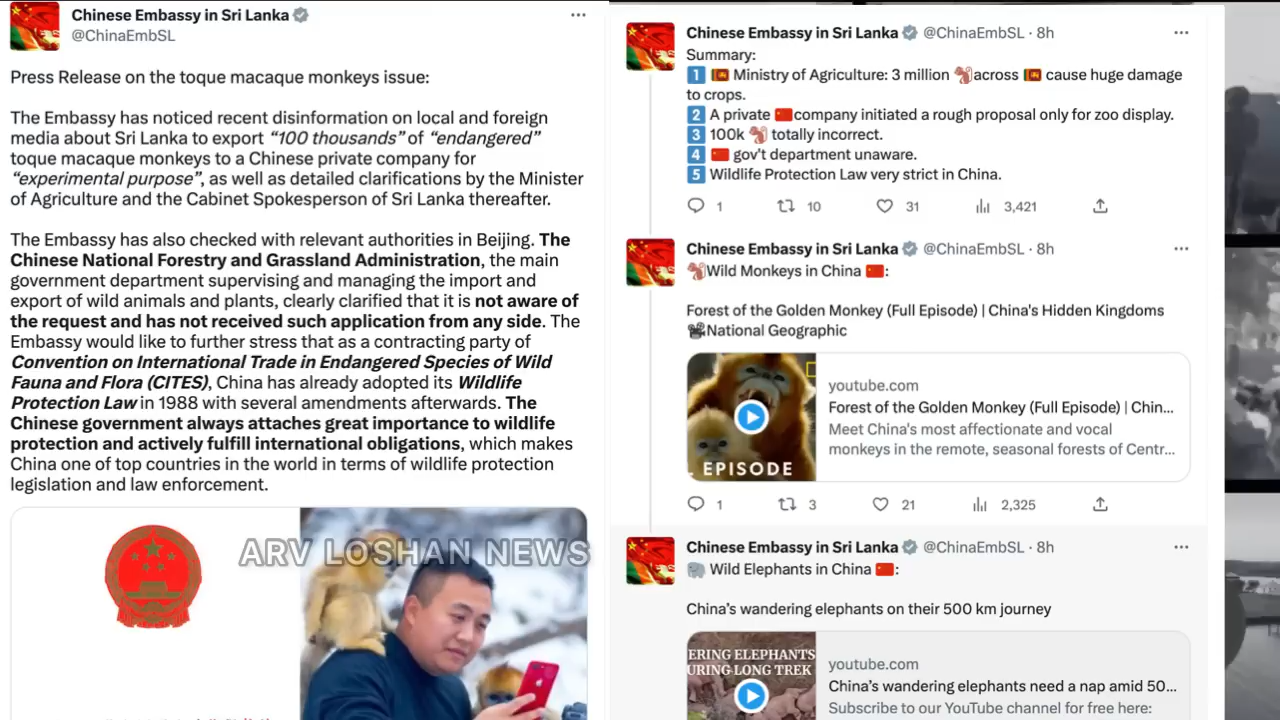 Chinese Embassy in Sri Lanka
@ChinaEmbSL
Press Release on the toque macaque monkeys issue:
The Embassy has noticed recent disinformation on local and foreign
media about Sri Lanka to export “100 thousands” of “endangered”
toque macaque monkeys to a Chinese private company for
“experimental purpose”, as well as detailed clarifications by the Minister
of Agriculture and the Cabinet Spokesperson of Sri Lanka thereafter.
The Embassy has also checked with relevant authorities in Beijing. The
Chinese National Forestry and Grassland Administration, the main
government department supervising and managing the import and
export of wild animals and plants, clearly clarified that it is not aware of
the request and has not received such application from any side. The
Embassy would like to further stress that as a contracting party of
Convention on International Trade in Endangered Species of Wild
Fauna and Flora (CITES), China has already adopted its Wildlife
Protection Law in 1988 with several amendments afterwards. The
Chinese government always attaches great importance to wildlife
protection and actively fulfill international obligations, which makes
China one of top countries in the world in terms of wildlife protection
legislation and law enforcement.
ARV LOSHAN NEWS
Chinese Embassy in Sri Lanka @ChinaEmbSL · 8h
Summary:
1 🇱🇰 Ministry of Agriculture: 3 million 🐒across 🇱🇰 cause huge damage
to crops.
2 A private 🇨🇳company initiated a rough proposal only for zoo display.
3 100k 🐒 totally incorrect.
4 🇨🇳 gov't department unaware.
5 Wildlife Protection Law very strict in China.
1 10 31 3,421
Chinese Embassy in Sri Lanka @ChinaEmbSL · 8h
🐒Wild Monkeys in China 🇨🇳:
Forest of the Golden Monkey (Full Episode) | China's Hidden Kingdoms
🎥National Geographic
EPISODE
youtube.com
Forest of the Golden Monkey (Full Episode) | Chin...
Meet China's most affectionate and vocal
monkeys in the remote, seasonal forests of Centr...
1 3 21 2,325
Chinese Embassy in Sri Lanka @ChinaEmbSL · 8h
🐘 Wild Elephants in China 🇨🇳:
China’s wandering elephants on their 500 km journey
ERING ELEPHANTS
URING LONG TREK
youtube.com
China’s wandering elephants need a nap amid 50...
Subscribe to our YouTube channel for free here: